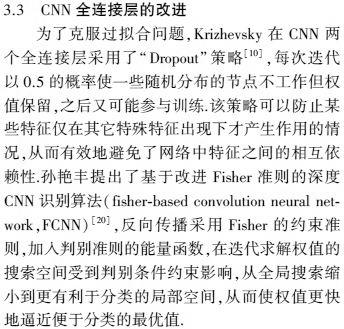 3.3 CNN 全连接层的改进
为了克服过拟合问题,Krizhevsky 在 CNN 两
个全连接层采用了“Dropout”策略[10],每次迭代
以 0.5 的概率使一些随机分布的节点不工作但权
值保留,之后又可能参与训练.该策略可以防止某
些特征仅在其它特殊特征出现下才产生作用的情
况,从而有效地避免了网络中特征之间的相互依
赖性.孙艳丰提出了基于改进 Fisher 准则的深度
CNN 识别算法(fisher-based convolution neural net-
work,FCNN)[20],反向传播采用 Fisher 的约束准
则,加入判别准则的能量函数,在迭代求解权值的
搜索空间受到判别条件约束影响,从全局搜索缩
小到更有利于分类的局部空间,从而使权值更快
地逼近便于分类的最优值.